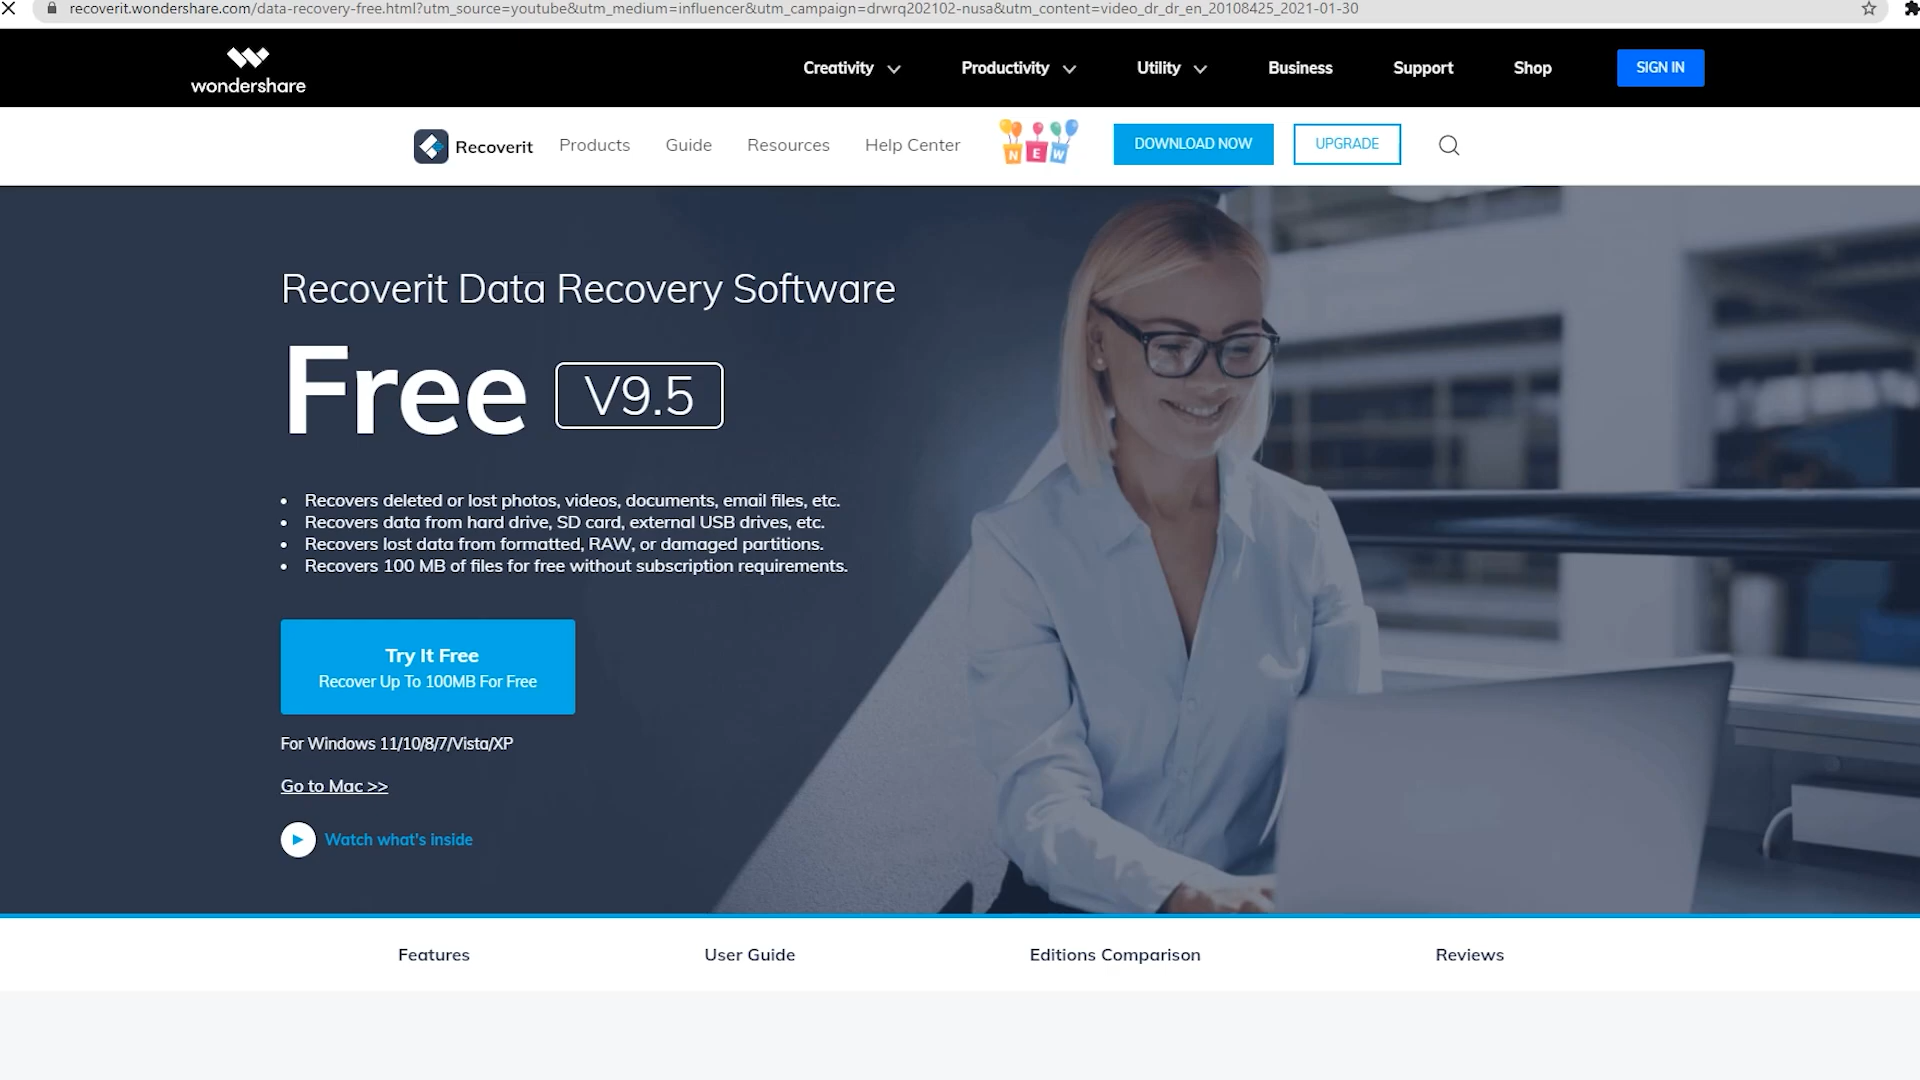 recoverit.wondershare.com/data-recovery-free.html?utm_source=youtube&utm_medium=influencer&utm_campaign=drwrq202102-nusa&utm_content=video_dr_dr_en_20108425_2021-01-30
wondershare
Creativity
Productivity
Utility
Business
Support
Shop
SIGN IN
Recoverit
Products
Guide
Resources
Help Center
NEW
DOWNLOAD NOW
UPGRADE
Recoverit Data Recovery Software
Free V9.5
• Recovers deleted or lost photos, videos, documents, email files, etc.
• Recovers data from hard drive, SD card, external USB drives, etc.
• Recovers lost data from formatted, RAW, or damaged partitions.
• Recovers 100 MB of files for free without subscription requirements.
Try It Free
Recover Up To 100MB For Free
For Windows 11/10/8/7/Vista/XP
Go to Mac >>
Watch what's inside
Features
User Guide
Editions Comparison
Reviews